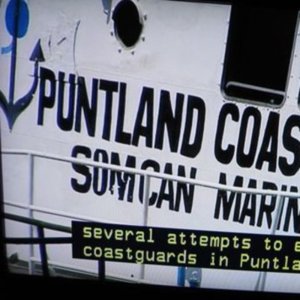 PUNTLAND COAS
SOMCAN MARIN
several attempts to
coastguards in Puntla